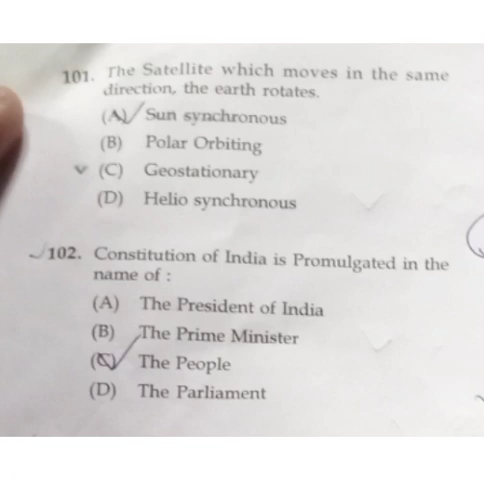 101. The Satellite which moves in the same
direction, the earth rotates.
(A) Sun synchronous
(B) Polar Orbiting
(C) Geostationary
(D) Helio synchronous
102. Constitution of India is Promulgated in the
name of :
(A) The President of India
(B) The Prime Minister
(C) The People
(D) The Parliament